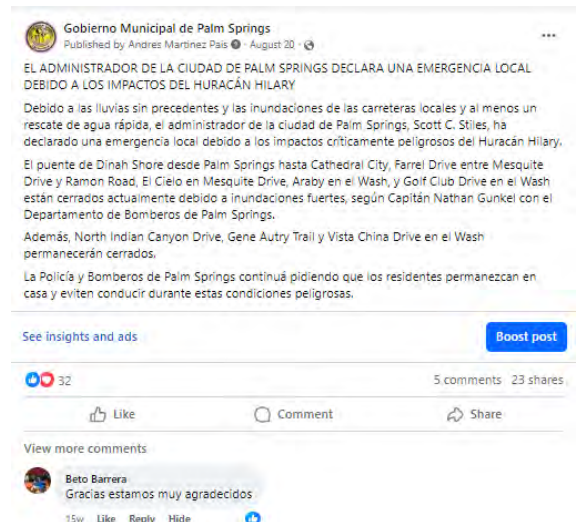 Gobierno Municipal de Palm Springs
Published by Andres Martinez Pais · August 20 ·
EL ADMINISTRADOR DE LA CIUDAD DE PALM SPRINGS DECLARA UNA EMERGENCIA LOCAL
DEBIDO A LOS IMPACTOS DEL HURACÁN HILARY
Debido a las lluvias sin precedentes y las inundaciones de las carreteras locales y al menos un
rescate de agua rápida, el administrador de la ciudad de Palm Springs, Scott C. Stiles, ha
declarado una emergencia local debido a los impactos críticamente peligrosos del Huracán Hilary.
El puente de Dinah Shore desde Palm Springs hasta Cathedral City, Farrel Drive entre Mesquite
Drive y Ramon Road, El Cielo en Mesquite Drive, Araby en el Wash, y Golf Club Drive en el Wash
están cerrados actualmente debido a inundaciones fuertes, según Capitán Nathan Gunkel con el
Departamento de Bomberos de Palm Springs.
Además, North Indian Canyon Drive, Gene Autry Trail y Vista China Drive en el Wash
permanecerán cerrados.
La Policía y Bomberos de Palm Springs continuá pidiendo que los residentes permanezcan en
casa y eviten conducir durante estas condiciones peligrosas.
See insights and ads
Boost post
32
5 comments 23 shares
Like
Comment
Share
View more comments
Beto Barrera
Gracias estamos muy agradecidos
15w Like Reply Hide